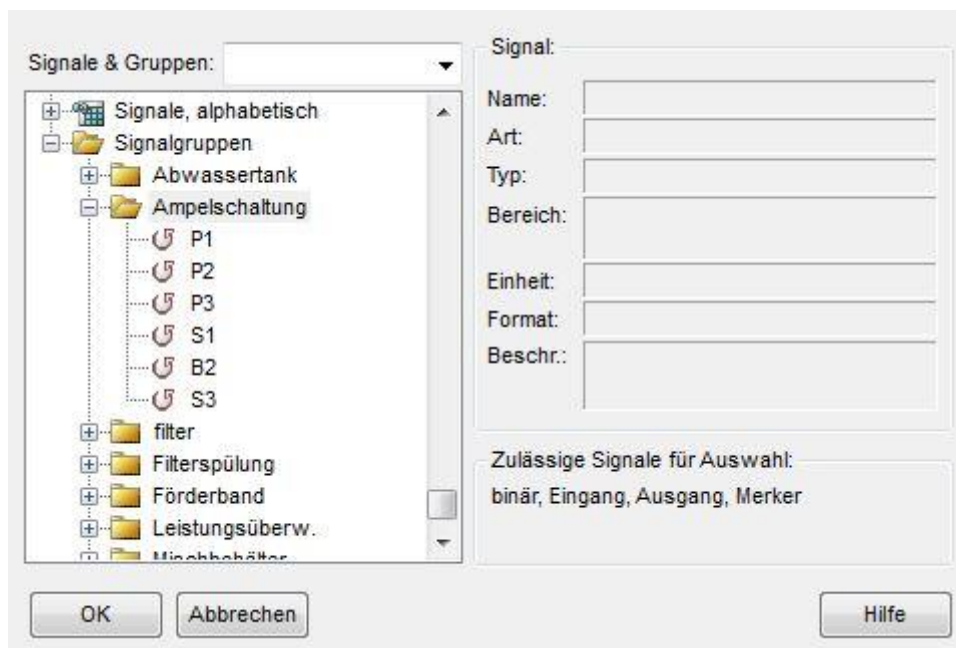 Signale & Gruppen:
Signale, alphabetisch
Signalgruppen
Abwassertank
Ampelschaltung
P1
P2
P3
S1
B2
S3
filter
Filterspülung
Förderband
Leistungsüberw.
Mischbehälter
OK
Abbrechen
Signal:
Name:
Art:
Typ:
Bereich:
Einheit:
Format:
Beschr.:
Zulässige Signale für Auswahl:
binär, Eingang, Ausgang, Merker
Hilfe